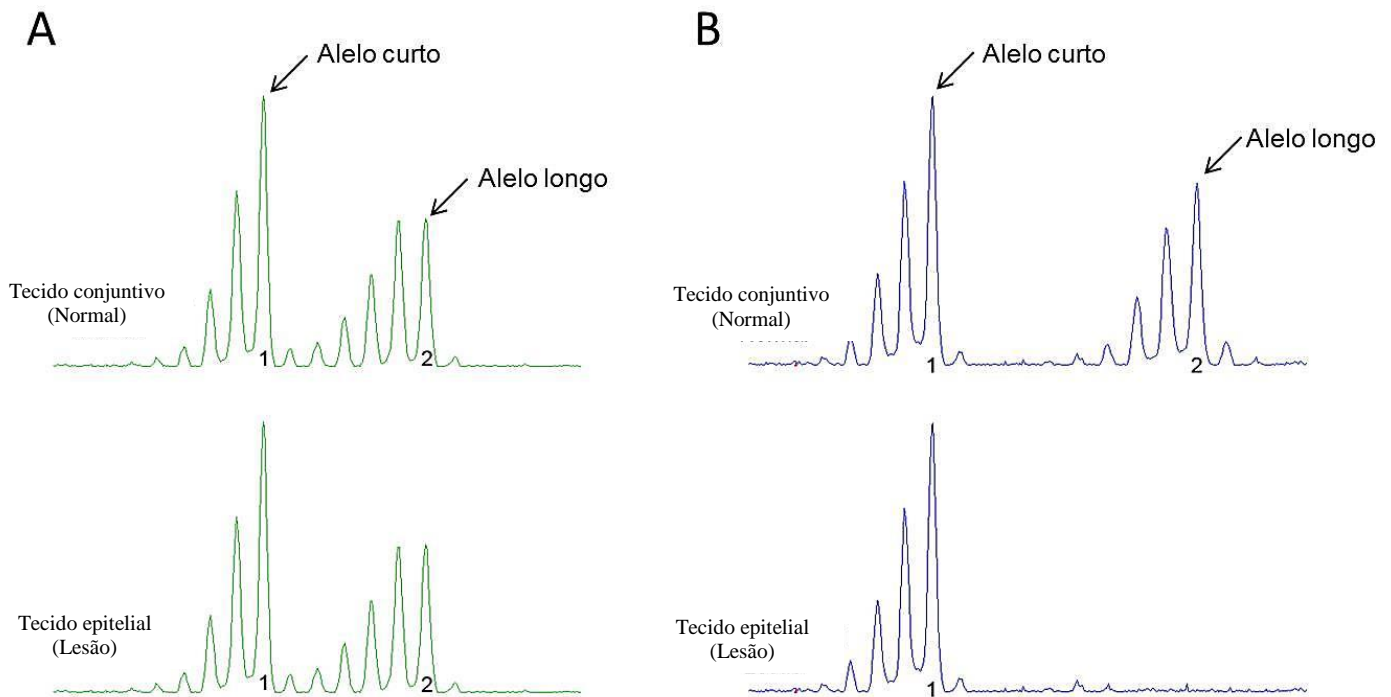 A
Alelo curto
Alelo longo
Tecido conjuntivo
(Normal)
1
2
Tecido epitelial
(Lesão)
1
2
B
Alelo curto
Alelo longo
Tecido conjuntivo
(Normal)
1
2
Tecido epitelial
(Lesão)
1